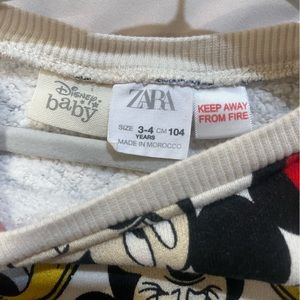 Disney
baby
ZARA
SIZE 3-4 CM 104
YEARS
MADE IN MOROCCO
KEEP AWAY
FROM FIRE